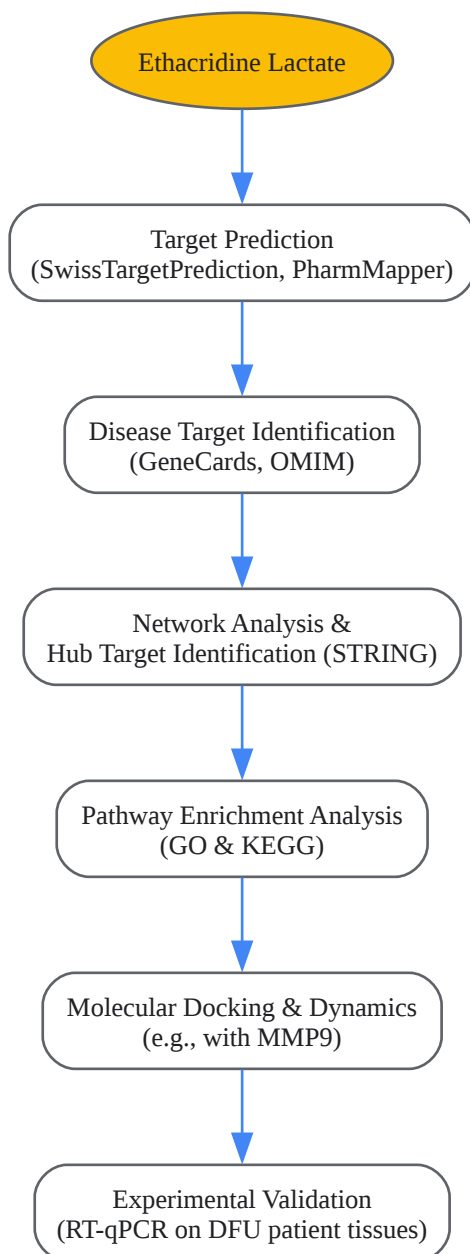 Ethacridine Lactate
Target Prediction
(SwissTargetPrediction, PharmMapper)
Disease Target Identification
(GeneCards, OMIM)
Network Analysis &
Hub Target Identification (STRING)
Pathway Enrichment Analysis
(GO & KEGG)
Molecular Docking & Dynamics
(e.g., with MMP9)
Experimental Validation
(RT-qPCR on DFU patient tissues)